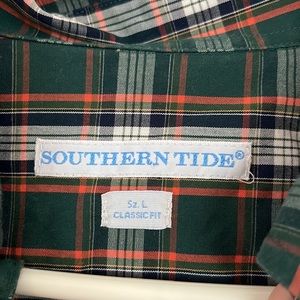 SOUTHERN TIDE®
Sz. L
CLASSIC FIT